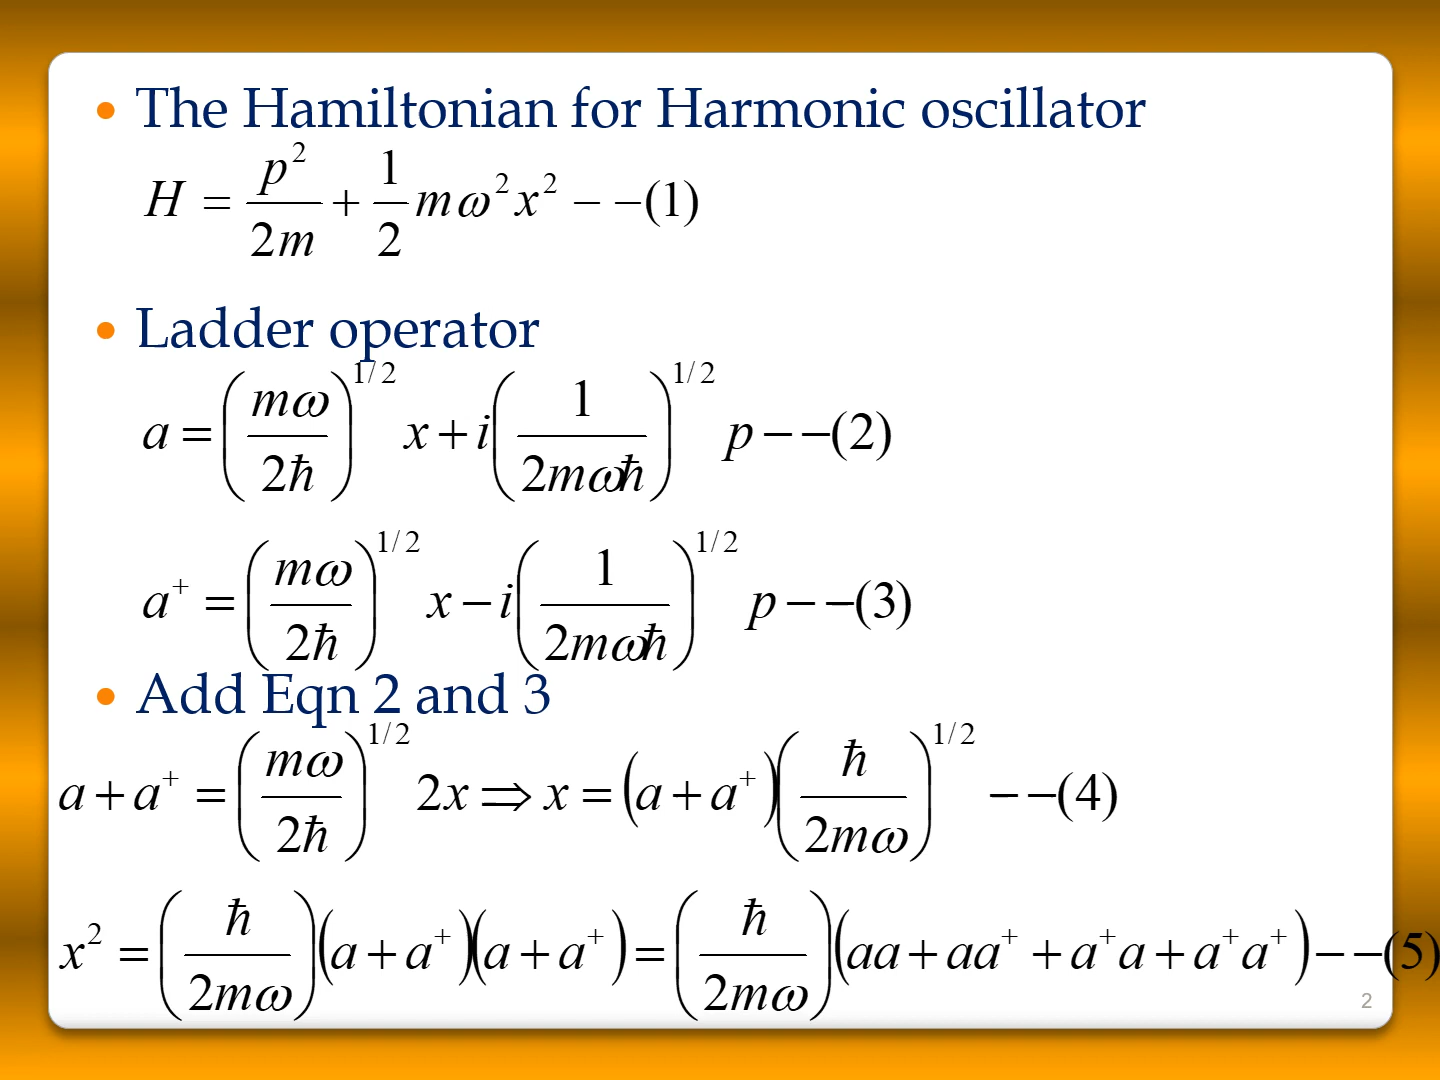 • The Hamiltonian for Harmonic oscillator
H = p²/2m + 1/2 mω²x² − −(1)
• Ladder operator
a = (mω/2ħ)^1/2 x + i(1/2mωħ)^1/2 p − −(2)
a⁺ = (mω/2ħ)^1/2 x − i(1/2mωħ)^1/2 p − −(3)
• Add Eqn 2 and 3
a + a⁺ = (mω/2ħ)^1/2 2x ⇒ x = (a + a⁺)(ħ/2mω)^1/2 − −(4)
x² = (ħ/2mω)(a + a⁺)(a + a⁺) = (ħ/2mω)(aa + aa⁺ + a⁺a + a⁺a⁺) − −(5)
2